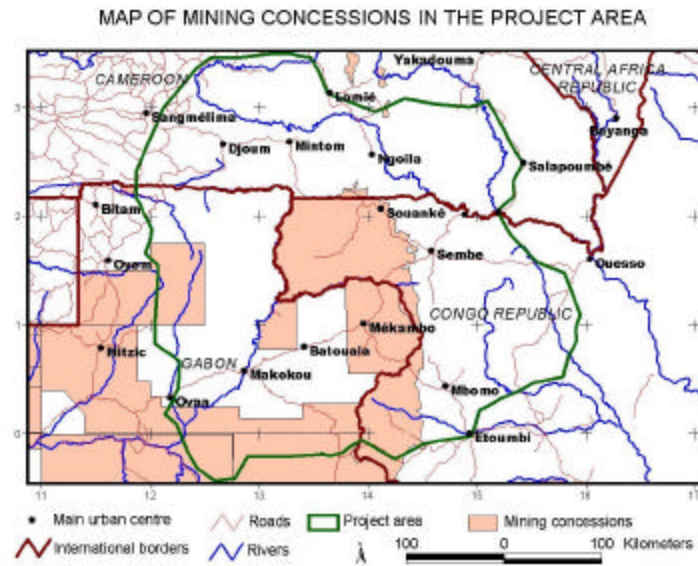 MAP OF MINING CONCESSIONS IN THE PROJECT AREA
Yakadouma
CAMEROON
CENTRAL AFRICA
REPUBLIC
Lomié
3
Sangmélima
Bayanga
Djoum
Mintom
Ngoila
Salapoumbé
Bitam
Souanké
2
Sembe
Oyem
Ouesso
CONGO REPUBLIC
1
Mékambo
Mitzic
Batouala
GABON
Makokou
Mbomo
Ovan
Etoumbi
0
11 12 13 14 15 16 17
Main urban centre
Roads
Project area
Mining concessions
International borders
Rivers
100 0 100 Kilometers